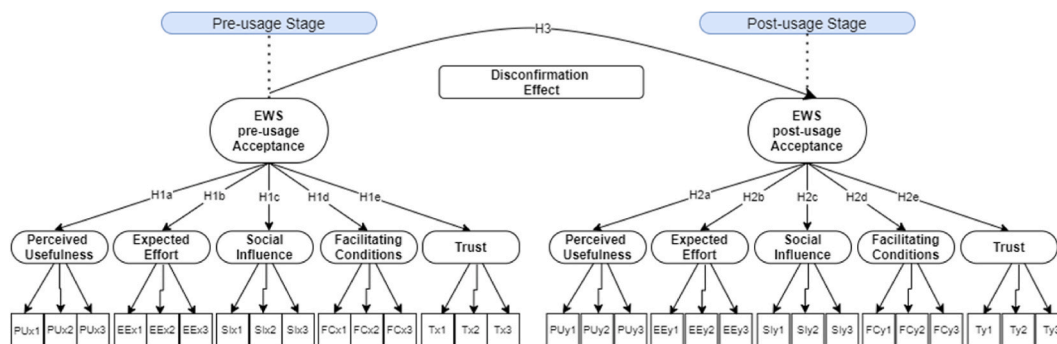 Pre-usage Stage
Post-usage Stage
H3
Disconfirmation
Effect
EWS
pre-usage
Acceptance
EWS
post-usage
Acceptance
H1a
H1b
H1c
H1d
H1e
H2a
H2b
H2c
H2d
H2e
Perceived
Usefulness
Expected
Effort
Social
Influence
Facilitating
Conditions
Trust
Perceived
Usefulness
Expected
Effort
Social
Influence
Facilitating
Conditions
Trust
PUx1 PUx2 PUx3 EEx1 EEx2 EEx3 SIx1 SIx2 SIx3 FCx1 FCx2 FCx3 Tx1 Tx2 Tx3
PUy1 PUy2 PUy3 EEy1 EEy2 EEy3 SIy1 SIy2 SIy3 FCy1 FCy2 FCy3 Ty1 Ty2 Ty3